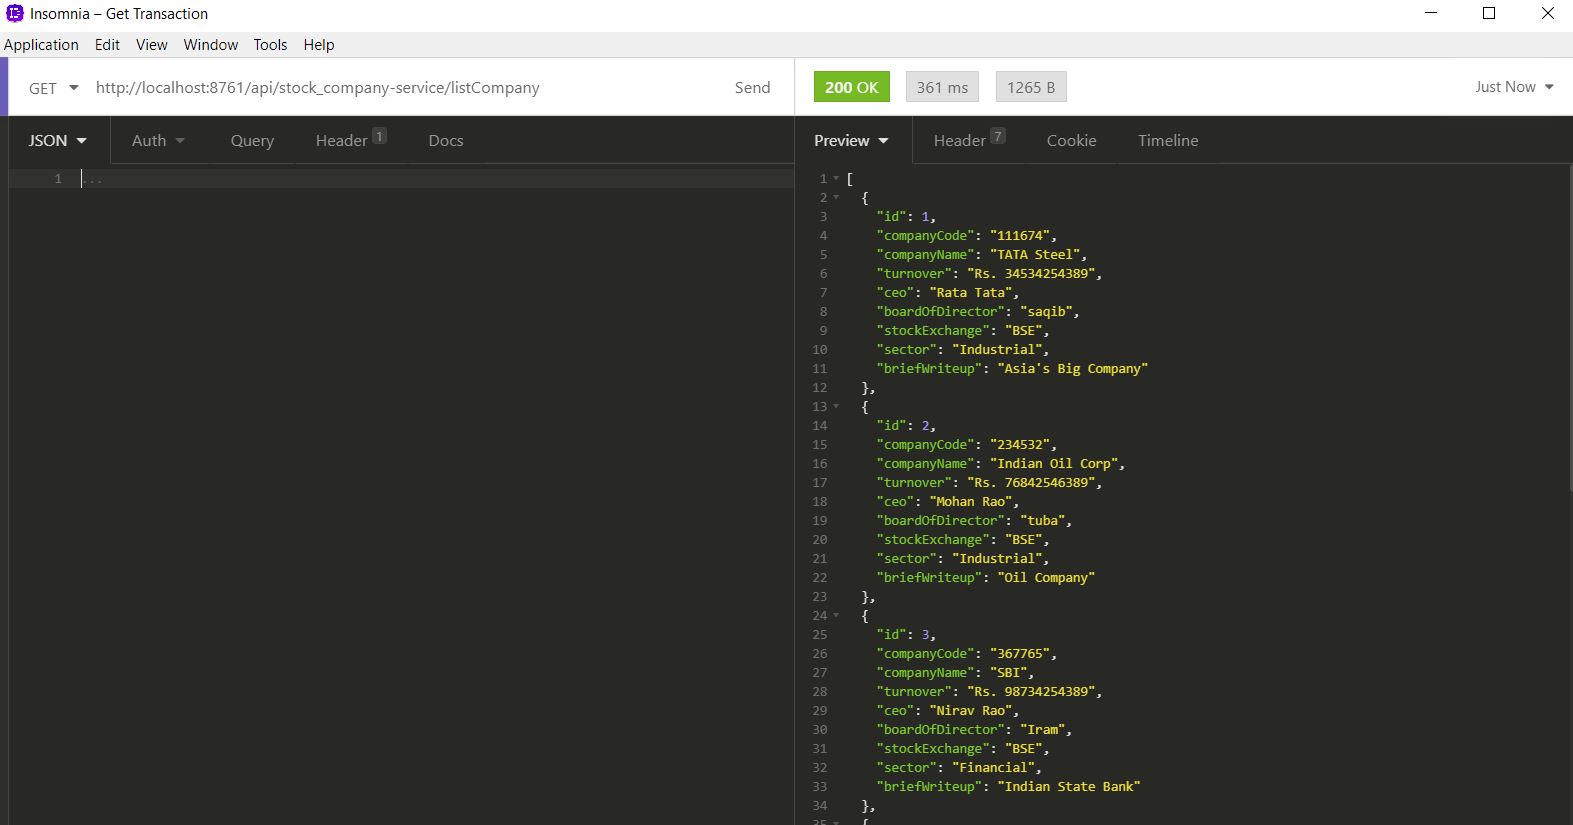 Insomnia – Get Transaction
Application Edit View Window Tools Help
GET http://localhost:8761/api/stock_company-service/listCompany Send
200 OK 361 ms 1265 B Just Now
JSON Auth Query Header 1 Docs
Preview Header 7 Cookie Timeline
1 ...
1 [
2 {
3 "id": 1,
4 "companyCode": "111674",
5 "companyName": "TATA Steel",
6 "turnover": "Rs. 34534254389",
7 "ceo": "Rata Tata",
8 "boardOfDirector": "saqib",
9 "stockExchange": "BSE",
10 "sector": "Industrial",
11 "briefWriteup": "Asia's Big Company"
12 },
13 {
14 "id": 2,
15 "companyCode": "234532",
16 "companyName": "Indian Oil Corp",
17 "turnover": "Rs. 76842546389",
18 "ceo": "Mohan Rao",
19 "boardOfDirector": "tuba",
20 "stockExchange": "BSE",
21 "sector": "Industrial",
22 "briefWriteup": "Oil Company"
23 },
24 {
25 "id": 3,
26 "companyCode": "367765",
27 "companyName": "SBI",
28 "turnover": "Rs. 98734254389",
29 "ceo": "Nirav Rao",
30 "boardOfDirector": "Iram",
31 "stockExchange": "BSE",
32 "sector": "Financial",
33 "briefWriteup": "Indian State Bank"
34 },
35 {